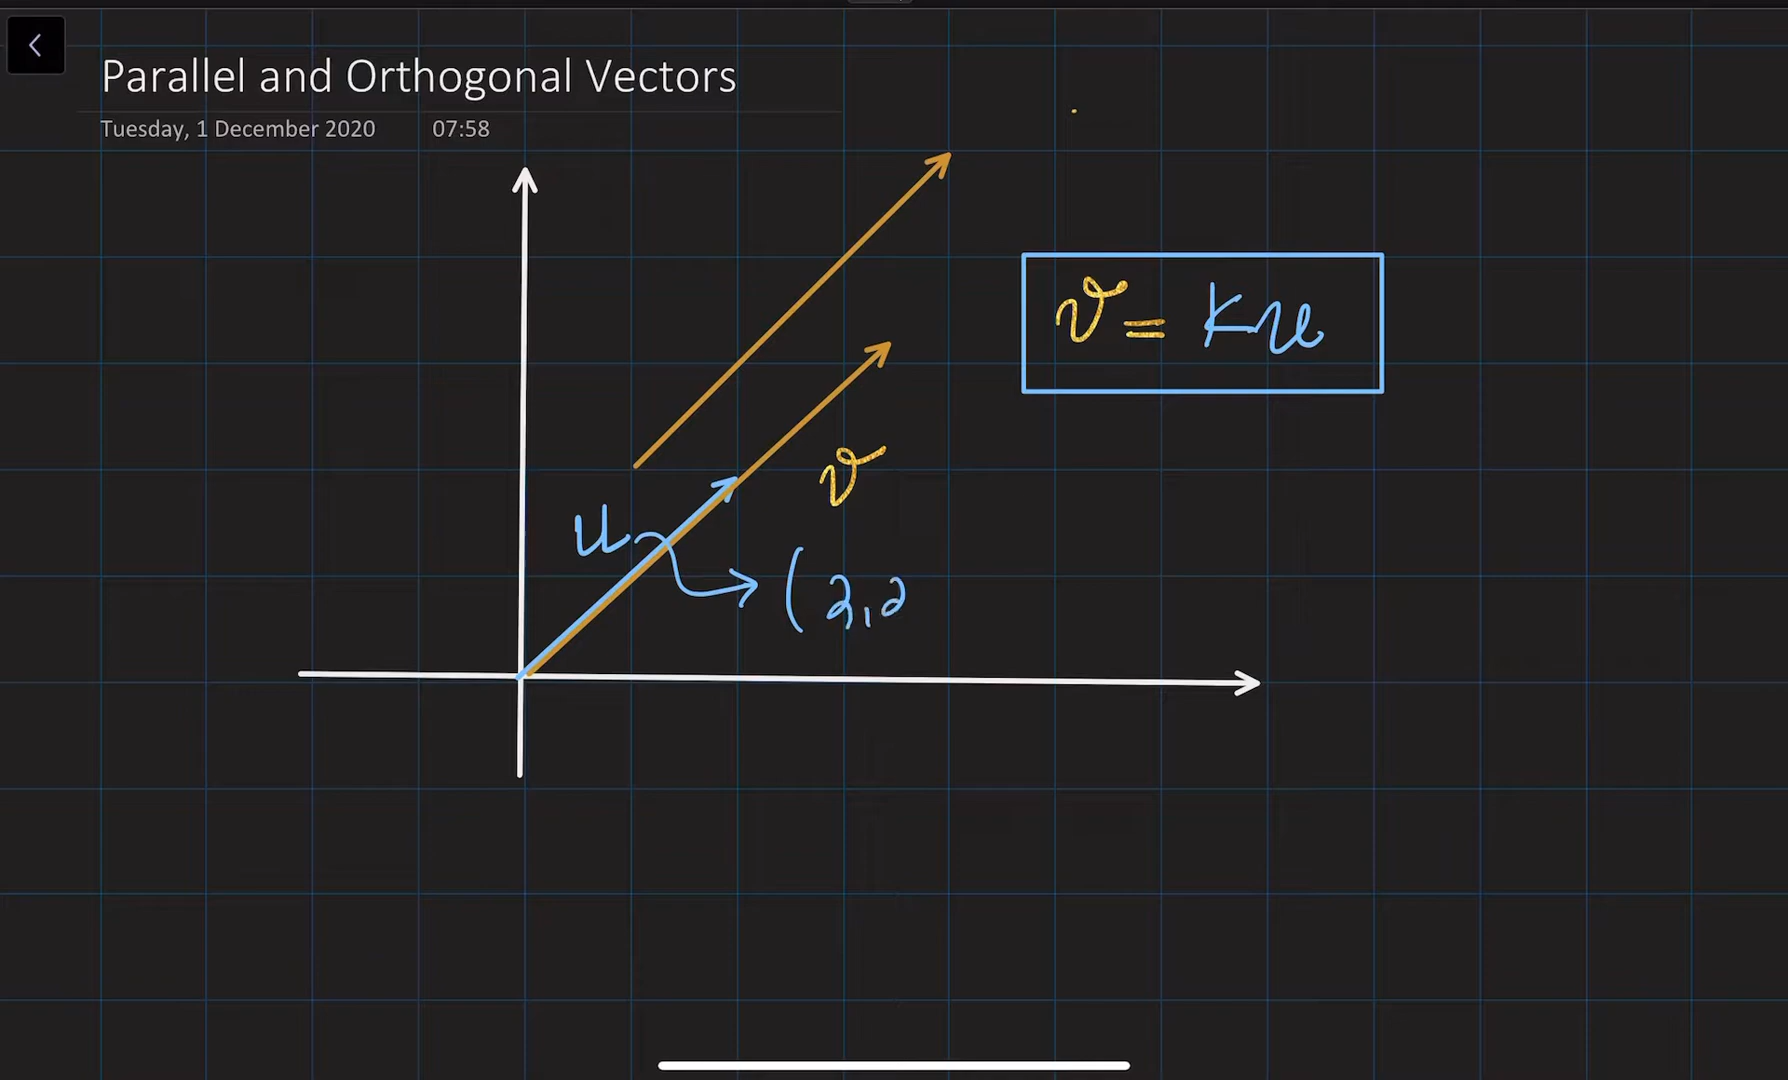 Parallel and Orthogonal Vectors
Tuesday, 1 December 2020 07:58
v = ku
v
u
(2,2